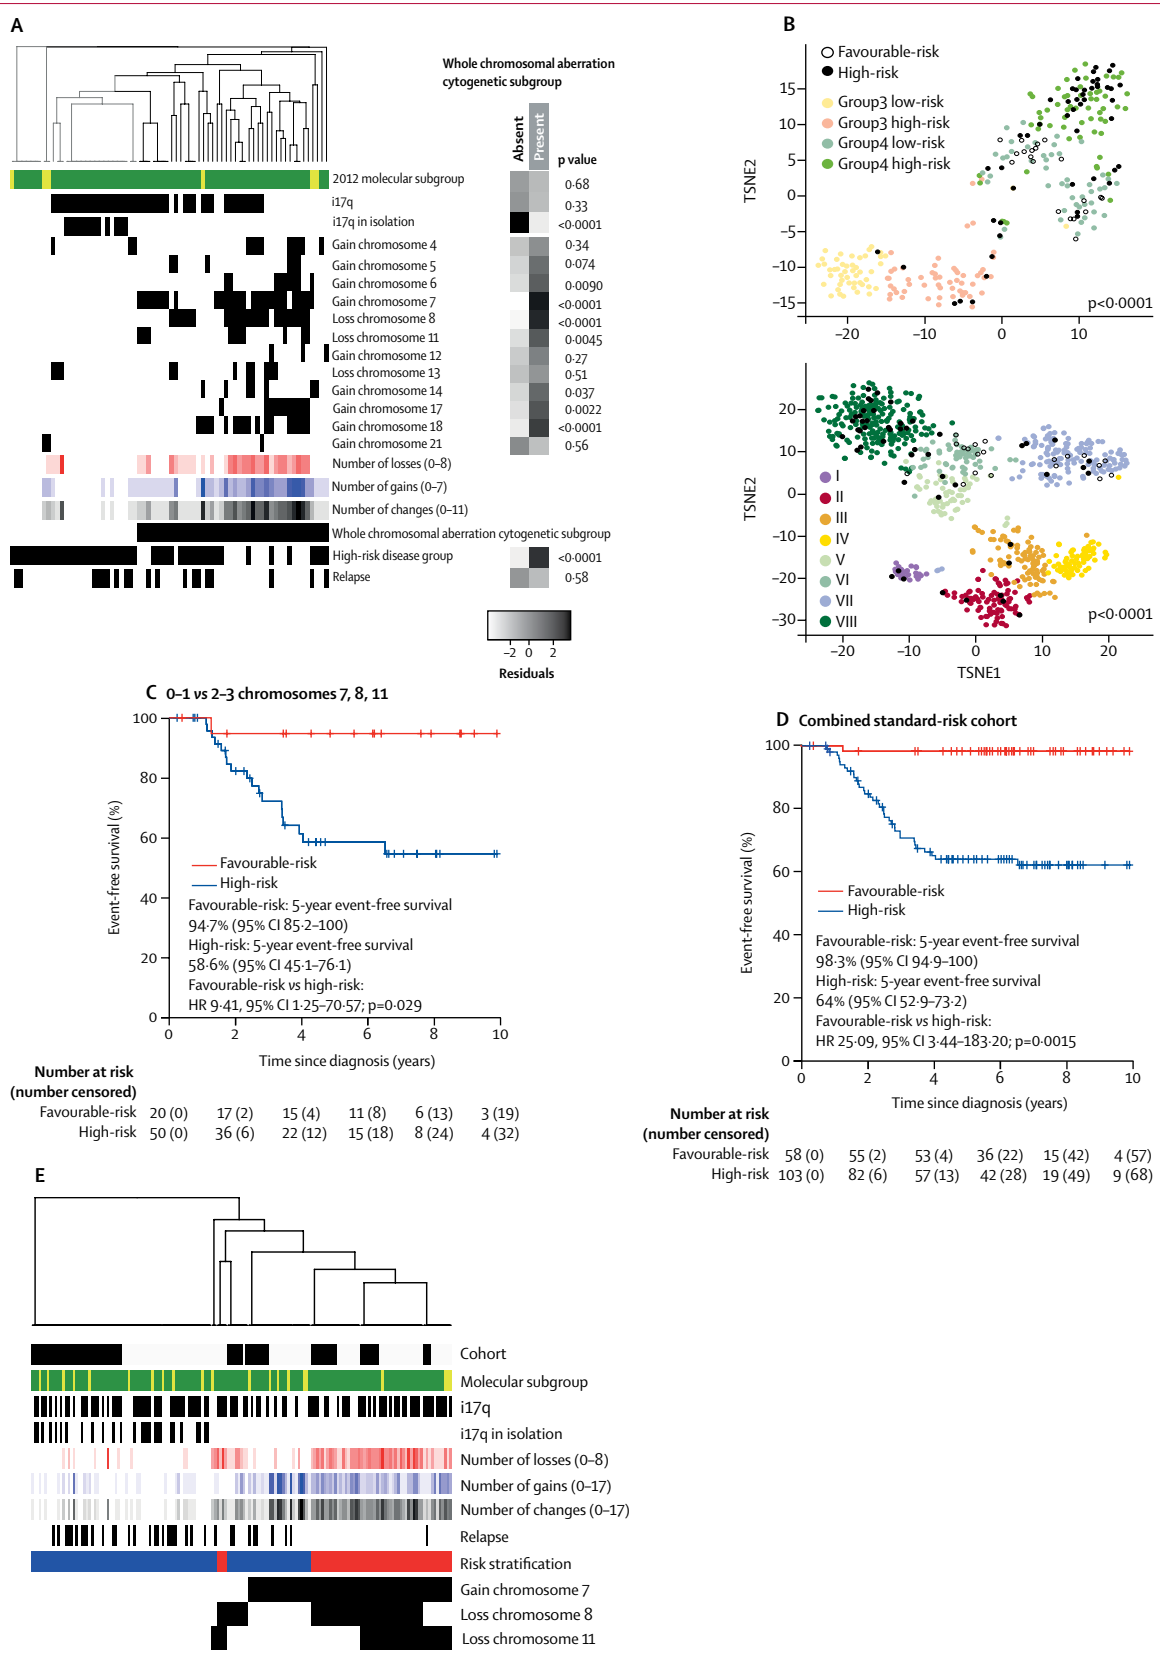 A
Whole chromosomal aberration
cytogenetic subgroup
Absent
Present
p value
2012 molecular subgroup
0·68
i17q
0·33
i17q in isolation
<0·0001
Gain chromosome 4
0·34
Gain chromosome 5
0·074
Gain chromosome 6
0·0090
Gain chromosome 7
<0·0001
Loss chromosome 8
<0·0001
Loss chromosome 11
0·0045
Gain chromosome 12
0·27
Loss chromosome 13
0·51
Gain chromosome 14
0·037
Gain chromosome 17
0·0022
Gain chromosome 18
<0·0001
Gain chromosome 21
0·56
Number of losses (0–8)
Number of gains (0–7)
Number of changes (0–11)
Whole chromosomal aberration cytogenetic subgroup
High-risk disease group
<0·0001
Relapse
0·58
–2 0 2
Residuals
B
Favourable-risk
High-risk
Group3 low-risk
Group3 high-risk
Group4 low-risk
Group4 high-risk
TSNE2
15
10
5
0
–5
–10
–15
p<0·0001
–20 –10 0 10
TSNE2
20
10
0
–10
–20
–30
I
II
III
IV
V
VI
VII
VIII
p<0·0001
–20 –10 0 10 20
TSNE1
C 0–1 vs 2–3 chromosomes 7, 8, 11
Event-free survival (%)
100
80
60
40
20
0
Favourable-risk
High-risk
Favourable-risk: 5-year event-free survival
94·7% (95% CI 85·2–100)
High-risk: 5-year event-free survival
58·6% (95% CI 45·1–76·1)
Favourable-risk vs high-risk:
HR 9·41, 95% CI 1·25–70·57; p=0·029
0 2 4 6 8 10
Time since diagnosis (years)
Number at risk
(number censored)
Favourable-risk 20 (0) 17 (2) 15 (4) 11 (8) 6 (13) 3 (19)
High-risk 50 (0) 36 (6) 22 (12) 15 (18) 8 (24) 4 (32)
D Combined standard-risk cohort
Event-free survival (%)
100
80
60
40
20
0
Favourable-risk
High-risk
Favourable-risk: 5-year event-free survival
98·3% (95% CI 94·9–100)
High-risk: 5-year event-free survival
64% (95% CI 52·9–73·2)
Favourable-risk vs high-risk:
HR 25·09, 95% CI 3·44–183·20; p=0·0015
0 2 4 6 8 10
Time since diagnosis (years)
Number at risk
(number censored)
Favourable-risk 58 (0) 55 (2) 53 (4) 36 (22) 15 (42) 4 (57)
High-risk 103 (0) 82 (6) 57 (13) 42 (28) 19 (49) 9 (68)
E
Cohort
Molecular subgroup
i17q
i17q in isolation
Number of losses (0–8)
Number of gains (0–17)
Number of changes (0–17)
Relapse
Risk stratification
Gain chromosome 7
Loss chromosome 8
Loss chromosome 11